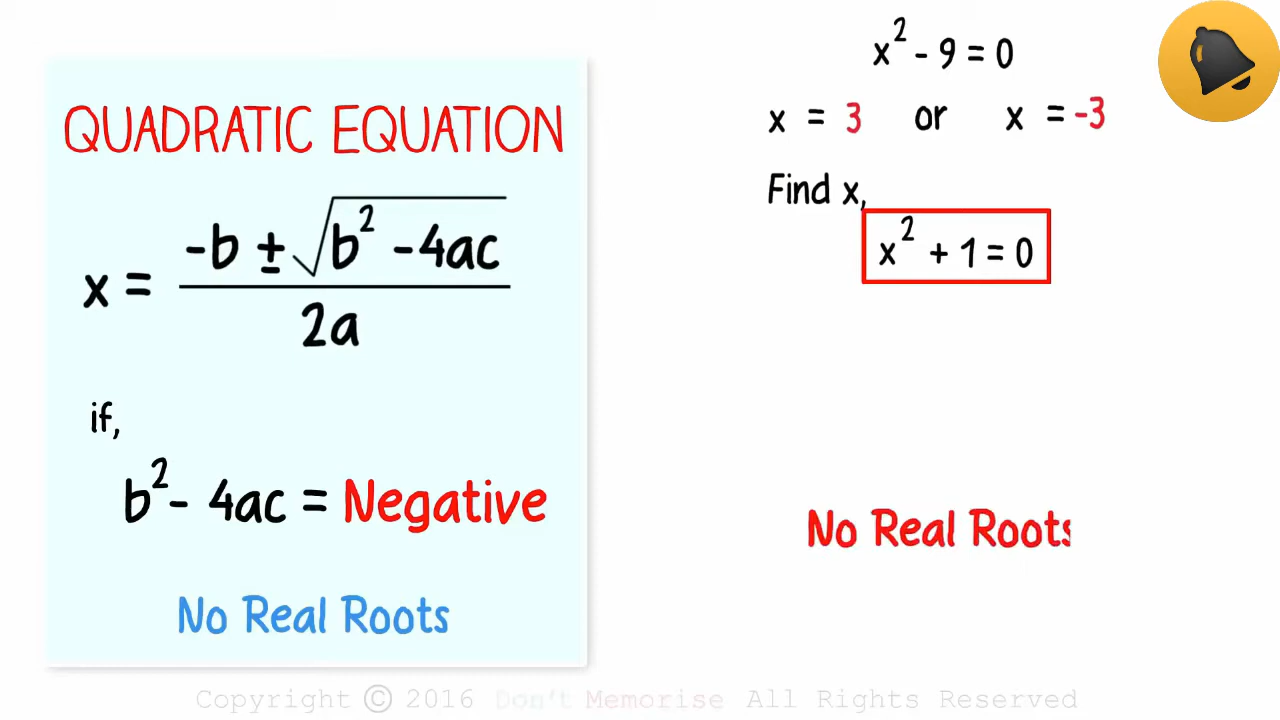 QUADRATIC EQUATION
x = -b ± √b² - 4ac / 2a
if,
b² - 4ac = Negative
No Real Roots
x² - 9 = 0
x = 3 or x = -3
Find x,
x² + 1 = 0
No Real Roots
Copyright © 2016 Don't Memorise All Rights Reserved